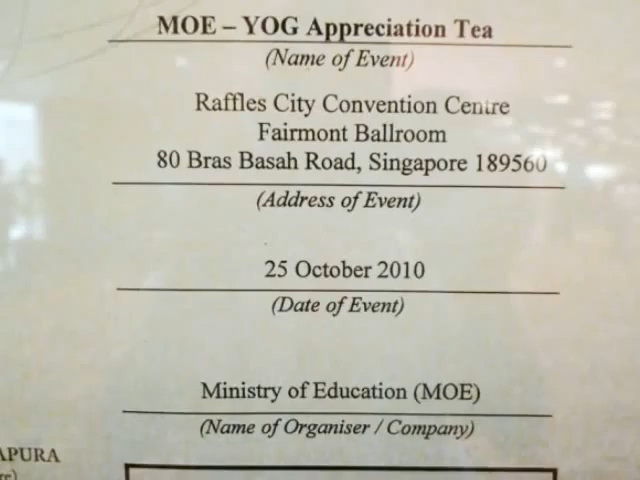 MOE – YOG Appreciation Tea
(Name of Event)
Raffles City Convention Centre
Fairmont Ballroom
80 Bras Basah Road, Singapore 189560
(Address of Event)
25 October 2010
(Date of Event)
Ministry of Education (MOE)
(Name of Organiser / Company)
APURA